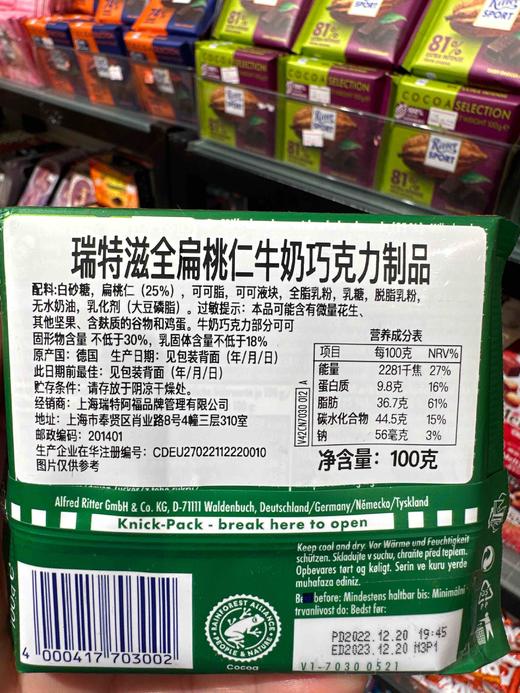 81%
COCOA SELECTION
81%
COCOA SELECTION
Ritter
SPORT
81%
瑞特滋全扁桃仁牛奶巧克力制品
配料:白砂糖，扁桃仁（25%），可可脂，可可液块，全脂乳粉，乳糖，脱脂乳粉，
无水奶油，乳化剂（大豆磷脂）。过敏提示：本品可能含有微量花生、
其他坚果、含麸质的谷物和鸡蛋。牛奶巧克力部分可可
固形物含量 不低于30%，乳固体含量不低于18%
原产国：德国 生产日期：见包装背面（年/月/日）
此日期前最佳：见包装背面（年/月/日）
贮存条件：请存放于阴凉干燥处。
经销商：上海瑞特阿福品牌管理有限公司
地址：上海市奉贤区肖业路8号4幢三层310室
邮政编码：201401
生产企业在华注册编号：CDEU27022112220010
图片仅供参考
营养成分表
项目 每100克 NRV%
能量 2281千焦 27%
蛋白质 9.8克 16%
脂肪 36.7克 61%
碳水化合物 44.5克 15%
钠 56毫克 3%
V42CN7030 012 A
净含量：100克
Alfred Ritter GmbH & Co. KG, D-71111 Waldenbuch, Deutschland/Germany/Německo/Tyskland
Knick-Pack - break here to open
Keep cool and dry. Vor Wärme und Feuchtigkeit
schützen. Skladujte v suchu, chraňte před teplem.
Opbevares tørt og køligt. Serin ve kuru yerde
muhafaza ediniz.
before: Mindestens haltbar bis: Minimální
trvanlivost do: Bedst før:
PD2022.12.20 19:45
ED2023.12.20 M3P1
V1-7030 0521
4 000417 703002
RAINFOREST ALLIANCE
PEOPLE & NATURE
Cocoa